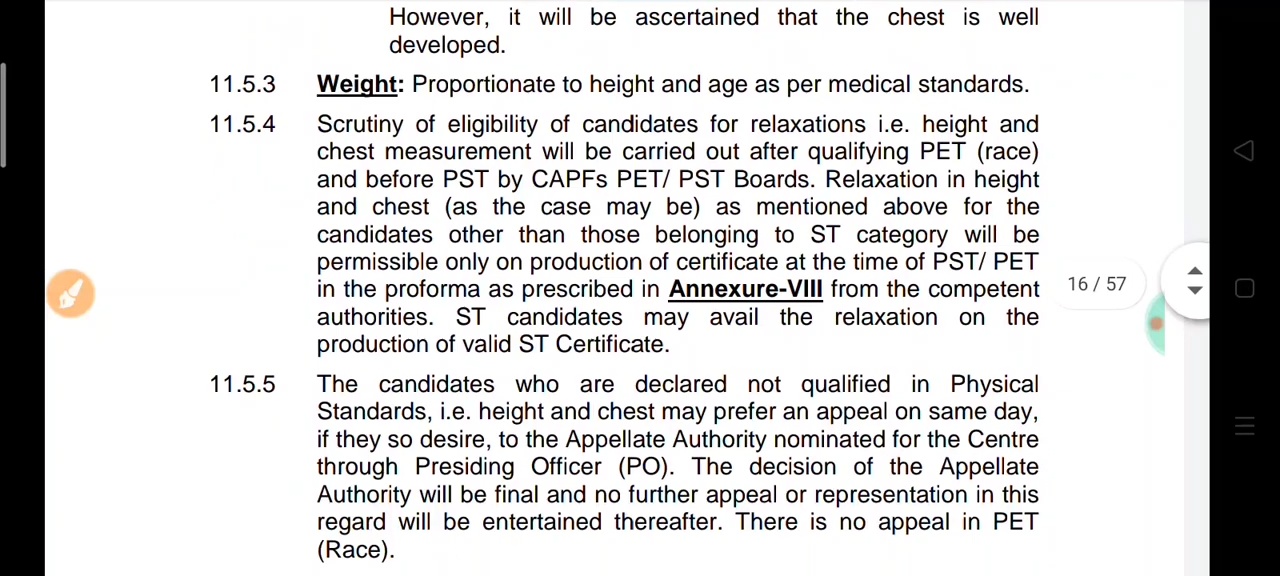 However, it will be ascertained that the chest is well
developed.
11.5.3 Weight: Proportionate to height and age as per medical standards.
11.5.4 Scrutiny of eligibility of candidates for relaxations i.e. height and
chest measurement will be carried out after qualifying PET (race)
and before PST by CAPFs PET/ PST Boards. Relaxation in height
and chest (as the case may be) as mentioned above for the
candidates other than those belonging to ST category will be
permissible only on production of certificate at the time of PST/ PET
in the proforma as prescribed in Annexure-VIII from the competent
authorities. ST candidates may avail the relaxation on the
production of valid ST Certificate.
16 / 57
11.5.5 The candidates who are declared not qualified in Physical
Standards, i.e. height and chest may prefer an appeal on same day,
if they so desire, to the Appellate Authority nominated for the Centre
through Presiding Officer (PO). The decision of the Appellate
Authority will be final and no further appeal or representation in this
regard will be entertained thereafter. There is no appeal in PET
(Race).